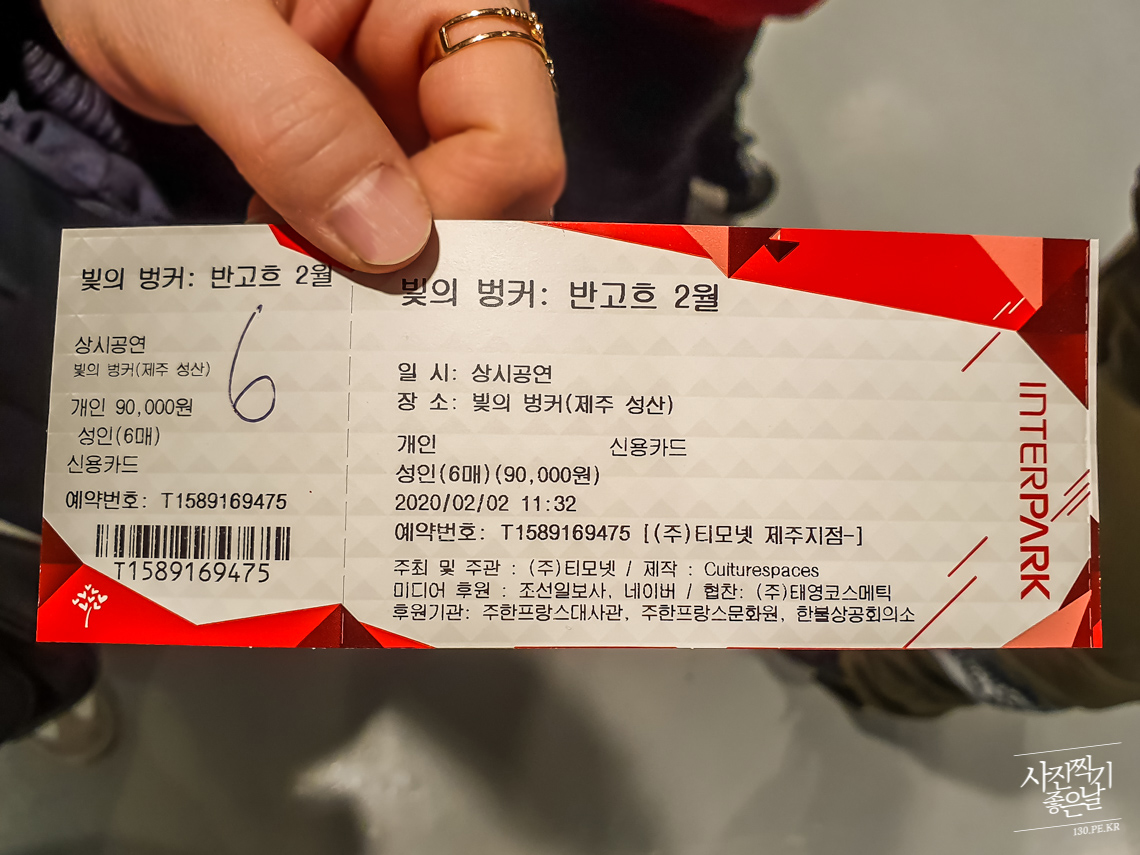 빛의 벙커: 반고흐 2월
6
상시공연
빛의 벙커(제주 성산)
개인 90,000원
성인(6매)
신용카드
예약번호: T1589169475
T1589169475
빛의 벙커: 반고흐 2월
일 시: 상시공연
장 소: 빛의 벙커(제주 성산)
개인 신용카드
성인(6매)(90,000원)
2020/02/02 11:32
예약번호: T1589169475 [(주)티모넷 제주지점-]
주최 및 주관 : (주)티모넷 / 제작 : Culturespaces
미디어 후원 : 조선일보사, 네이버 / 협찬: (주)태영코스메틱
후원기관: 주한프랑스대사관, 주한프랑스문화원, 한불상공회의소
INTERPARK
사진찍기
좋은날
130.PE.KR